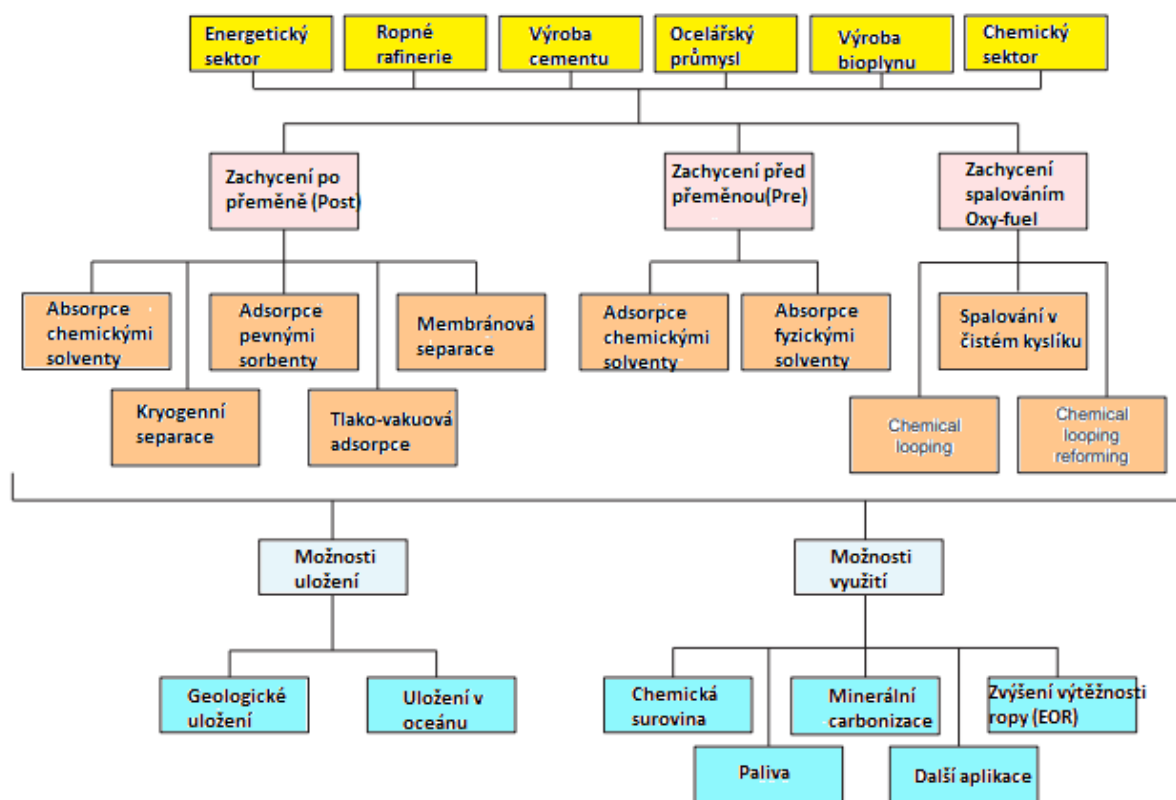 Energetický
sektor
Ropné
rafinerie
Výroba
cementu
Ocelářský
průmysl
Výroba
bioplynu
Chemický
sektor
Zachycení po
přeměně (Post)
Zachycení před
přeměnou(Pre)
Zachycení
spalováním
Oxy-fuel
Absorpce
chemickými
solventy
Adsorpce
pevnými
sorbenty
Membránová
separace
Adsorpce
chemickými
solventy
Absorpce
fyzickými
solventy
Spalování v
čistém kyslíku
Kryogenní
separace
Tlako-vakuová
adsorpce
Chemical
looping
Chemical
looping
reforming
Možnosti
uložení
Možnosti
využití
Geologické
uložení
Uložení v
oceánu
Chemická
surovina
Minerální
carbonizace
Zvýšení výtěžnosti
ropy (EOR)
Paliva
Další aplikace